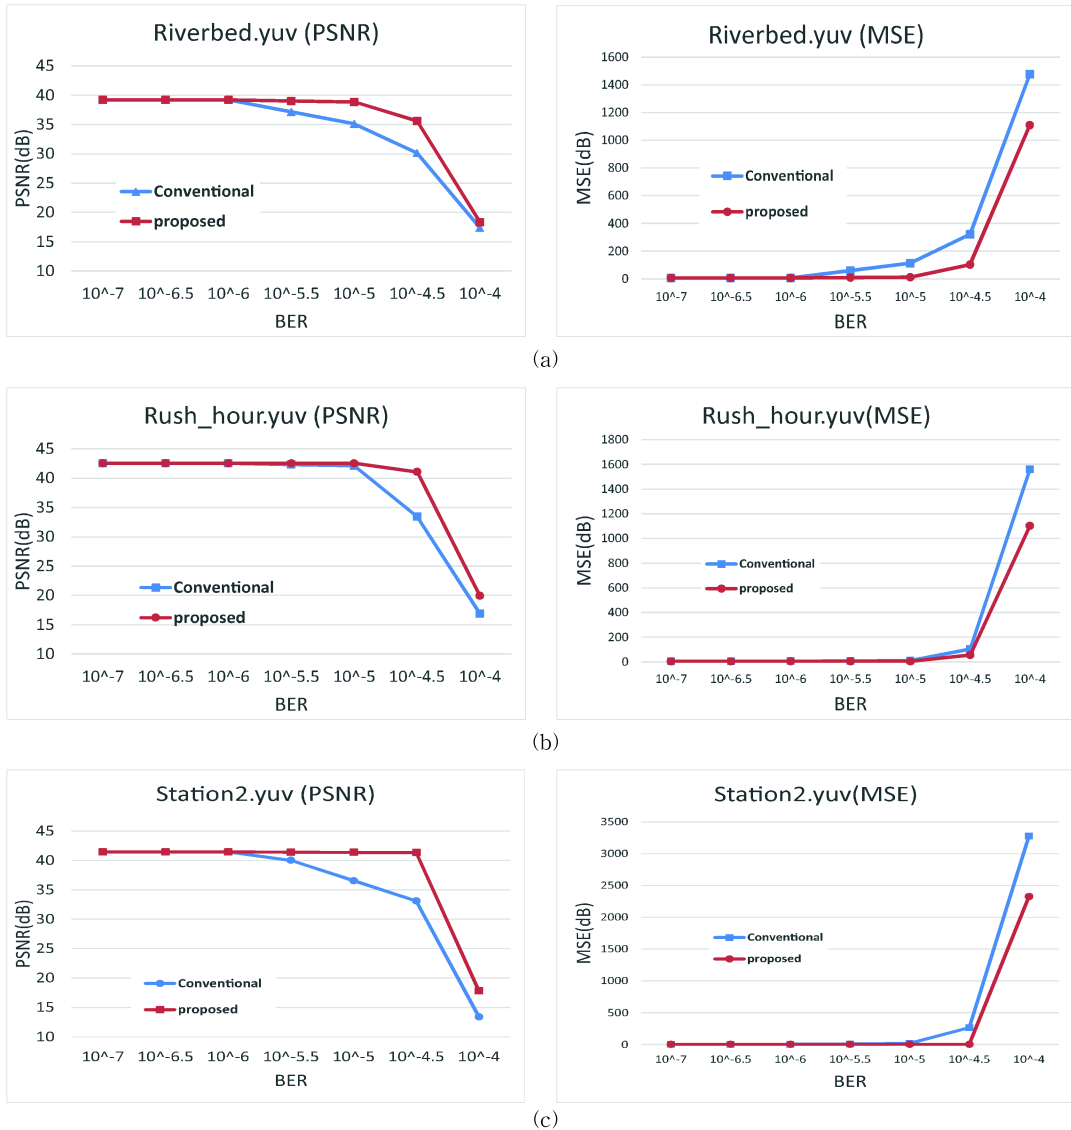 Riverbed.yuv (PSNR)
45
40
35
30
25
20
15
10
PSNR(dB)
Conventional
proposed
10^-7 10^-6.5 10^-6 10^-5.5 10^-5 10^-4.5 10^-4
BER
Riverbed.yuv (MSE)
1600
1400
1200
1000
800
600
400
200
0
MSE(dB)
Conventional
proposed
10^-7 10^-6.5 10^-6 10^-5.5 10^-5 10^-4.5 10^-4
BER
(a)
Rush_hour.yuv (PSNR)
45
40
35
30
25
20
15
10
PSNR(dB)
Conventional
proposed
10^-7 10^-6.5 10^-6 10^-5.5 10^-5 10^-4.5 10^-4
BER
Rush_hour.yuv(MSE)
1800
1600
1400
1200
1000
800
600
400
200
0
MSE(dB)
Conventional
proposed
10^-7 10^-6.5 10^-6 10^-5.5 10^-5 10^-4.5 10^-4
BER
(b)
Station2.yuv (PSNR)
45
40
35
30
25
20
15
10
PSNR(dB)
Conventional
proposed
10^-7 10^-6.5 10^-6 10^-5.5 10^-5 10^-4.5 10^-4
BER
Station2.yuv(MSE)
3500
3000
2500
2000
1500
1000
500
0
MSE(dB)
Conventional
proposed
10^-7 10^-6.5 10^-6 10^-5.5 10^-5 10^-4.5 10^-4
BER
(c)